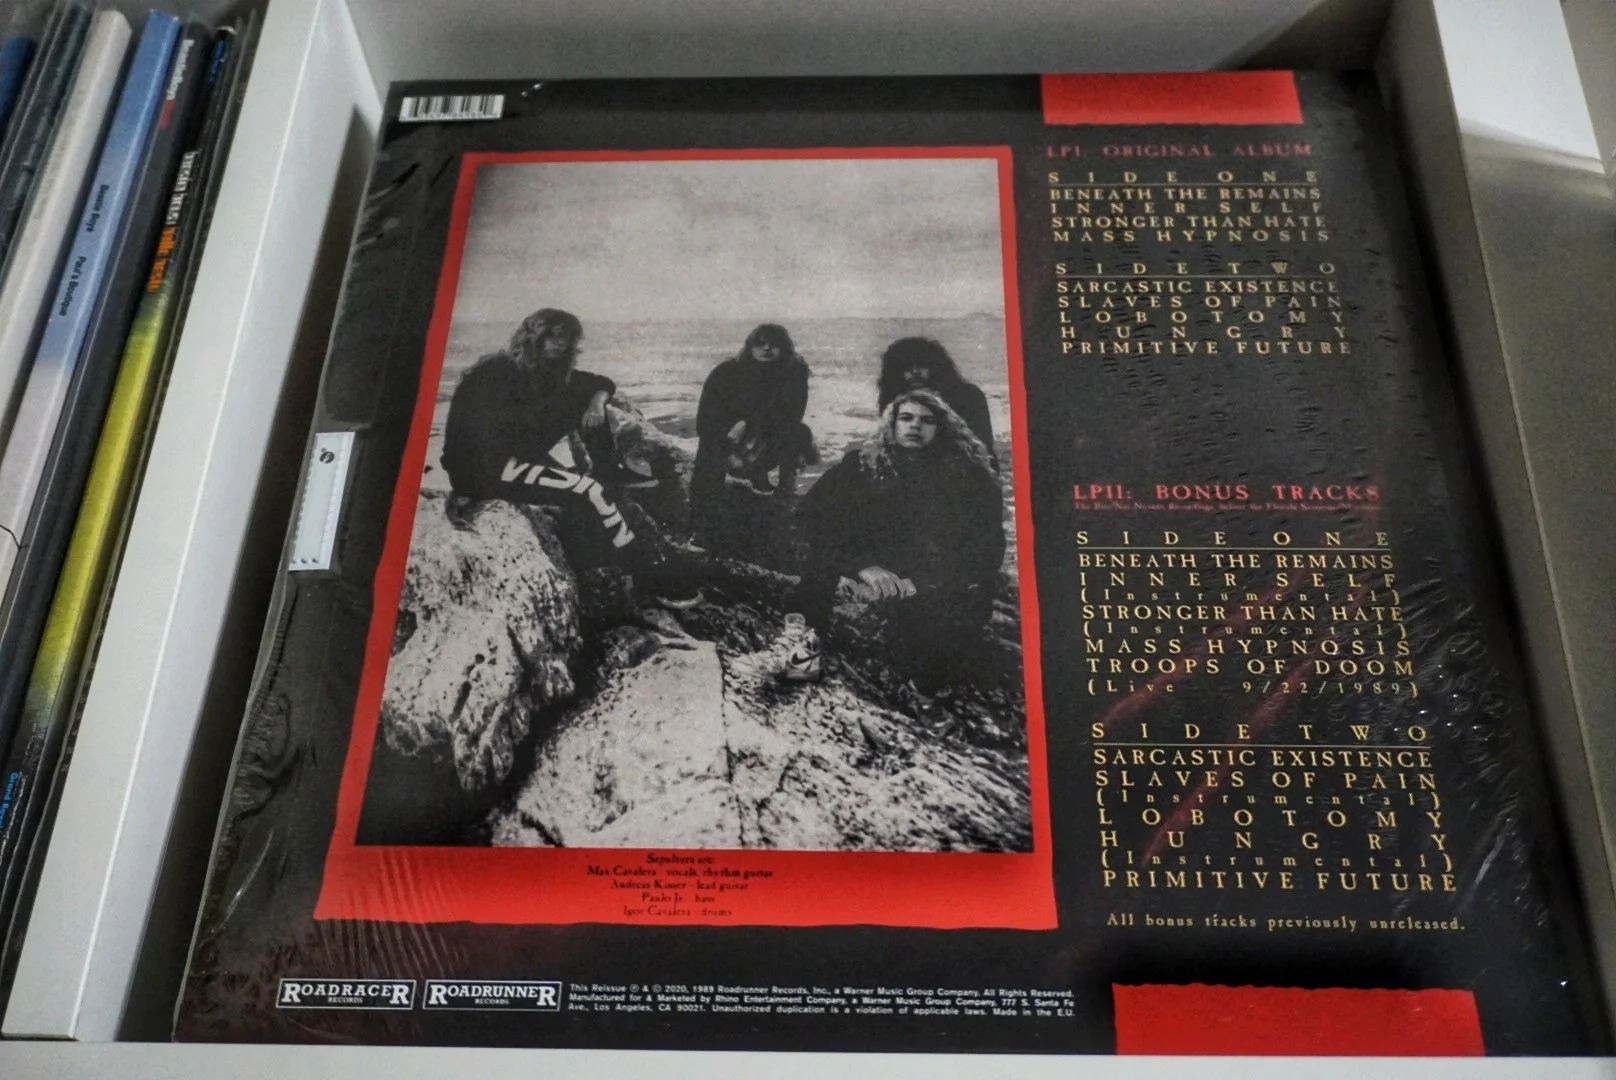 Beastie Boys
Paul's Boutique
LP1 ORIGINAL ALBUM
SIDE ONE
BENEATH THE REMAINS
INNER SELF
STRONGER THAN HATE
MASS HYPNOSIS
SIDE TWO
SARCASTIC EXISTENCE
SLAVES OF PAIN
LOBOTOMY
HUNGRY
PRIMITIVE FUTURE
LPII: BONUS TRACKS
SIDE ONE
BENEATH THE REMAINS
INNER SELF
(Instrumental)
STRONGER THAN HATE
(Instrumental)
MASS HYPNOSIS
TROOPS OF DOOM
(Live 9/22/1989)
SIDE TWO
SARCASTIC EXISTENCE
SLAVES OF PAIN
(Instrumental)
LOBOTOMY
HUNGRY
(Instrumental)
PRIMITIVE FUTURE
All bonus tracks previously unreleased.
VISION
Sepultura are:
Max Cavalera - vocals, rhythm guitar
Andreas Kisser - lead guitar
Paulo Jr - bass
Igor Cavalera - drums
ROADRACER
RECORDS
ROADRUNNER
RECORDS
This Reissue ℗ & © 2020, 1989 Roadrunner Records, Inc., a Warner Music Group Company. All Rights Reserved.
Manufactured for & Marketed by Rhino Entertainment Company, a Warner Music Group Company, 777 S. Santa Fe
Ave., Los Angeles, CA 90021. Unauthorized duplication is a violation of applicable laws. Made in the E.U.